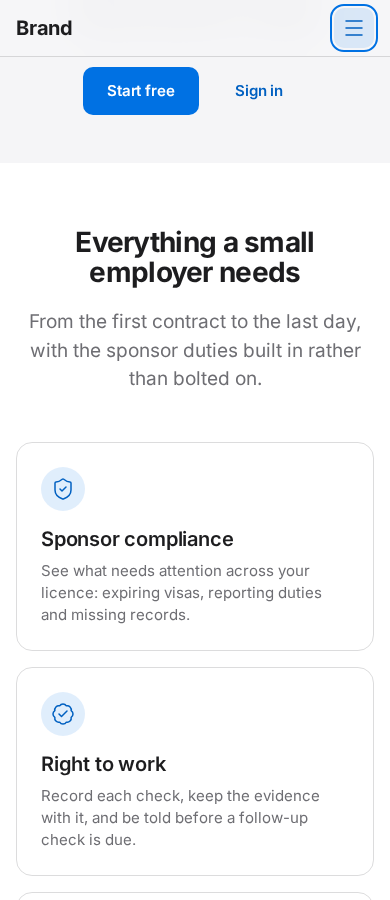 Brand
Start free
Sign in
Everything a small
employer needs
From the first contract to the last day,
with the sponsor duties built in rather
than bolted on.
Sponsor compliance
See what needs attention across your
licence: expiring visas, reporting duties
and missing records.
Right to work
Record each check, keep the evidence
with it, and be told before a follow-up
check is due.